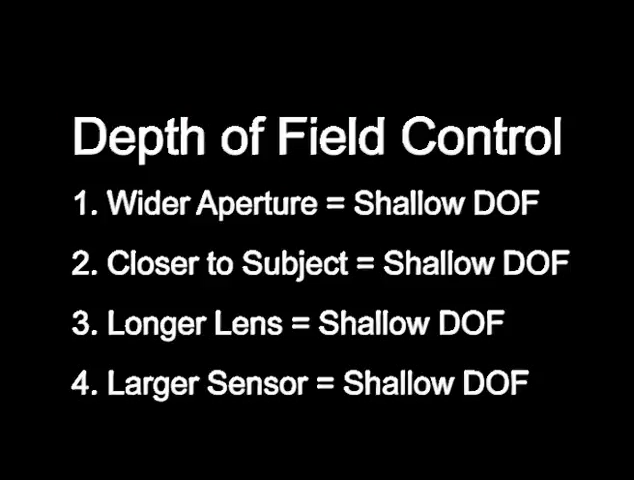 Depth of Field Control
1. Wider Aperture = Shallow DOF
2. Closer to Subject = Shallow DOF
3. Longer Lens = Shallow DOF
4. Larger Sensor = Shallow DOF